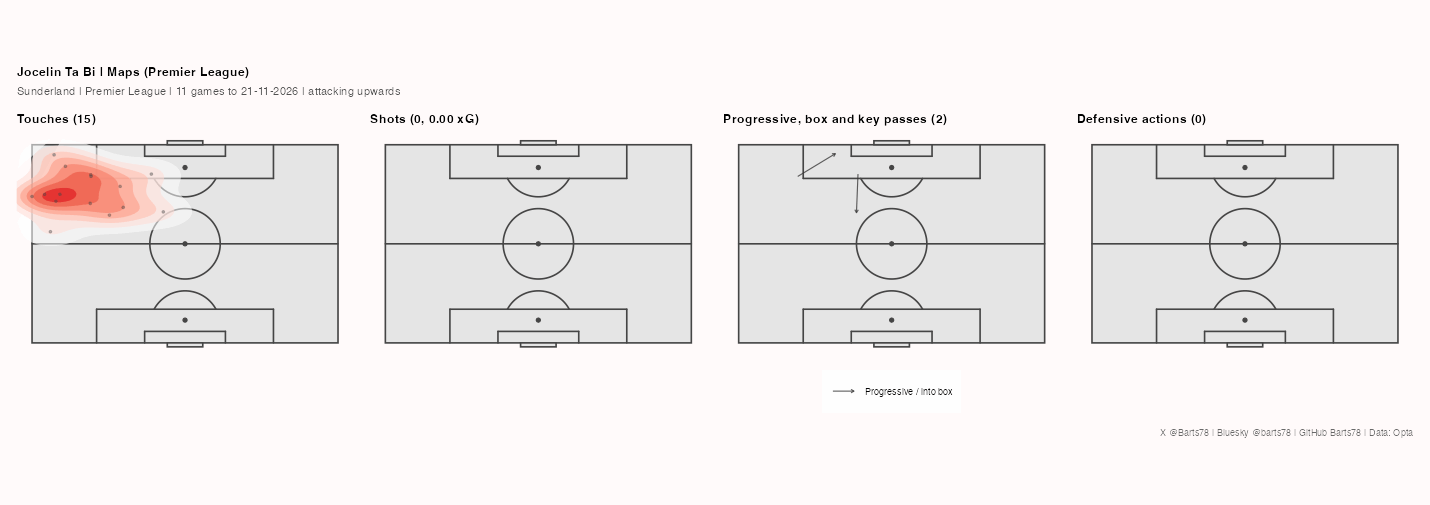 Jocelin Ta Bi | Maps (Premier League)
Sunderland | Premier League | 11 games to 21-11-2026 | attacking upwards
Touches (15)
Shots (0, 0.00 xG)
Progressive, box and key passes (2)
Defensive actions (0)
Progressive / into box
X @Barts78 | Bluesky @barts78 | GitHub Barts78 | Data: Opta